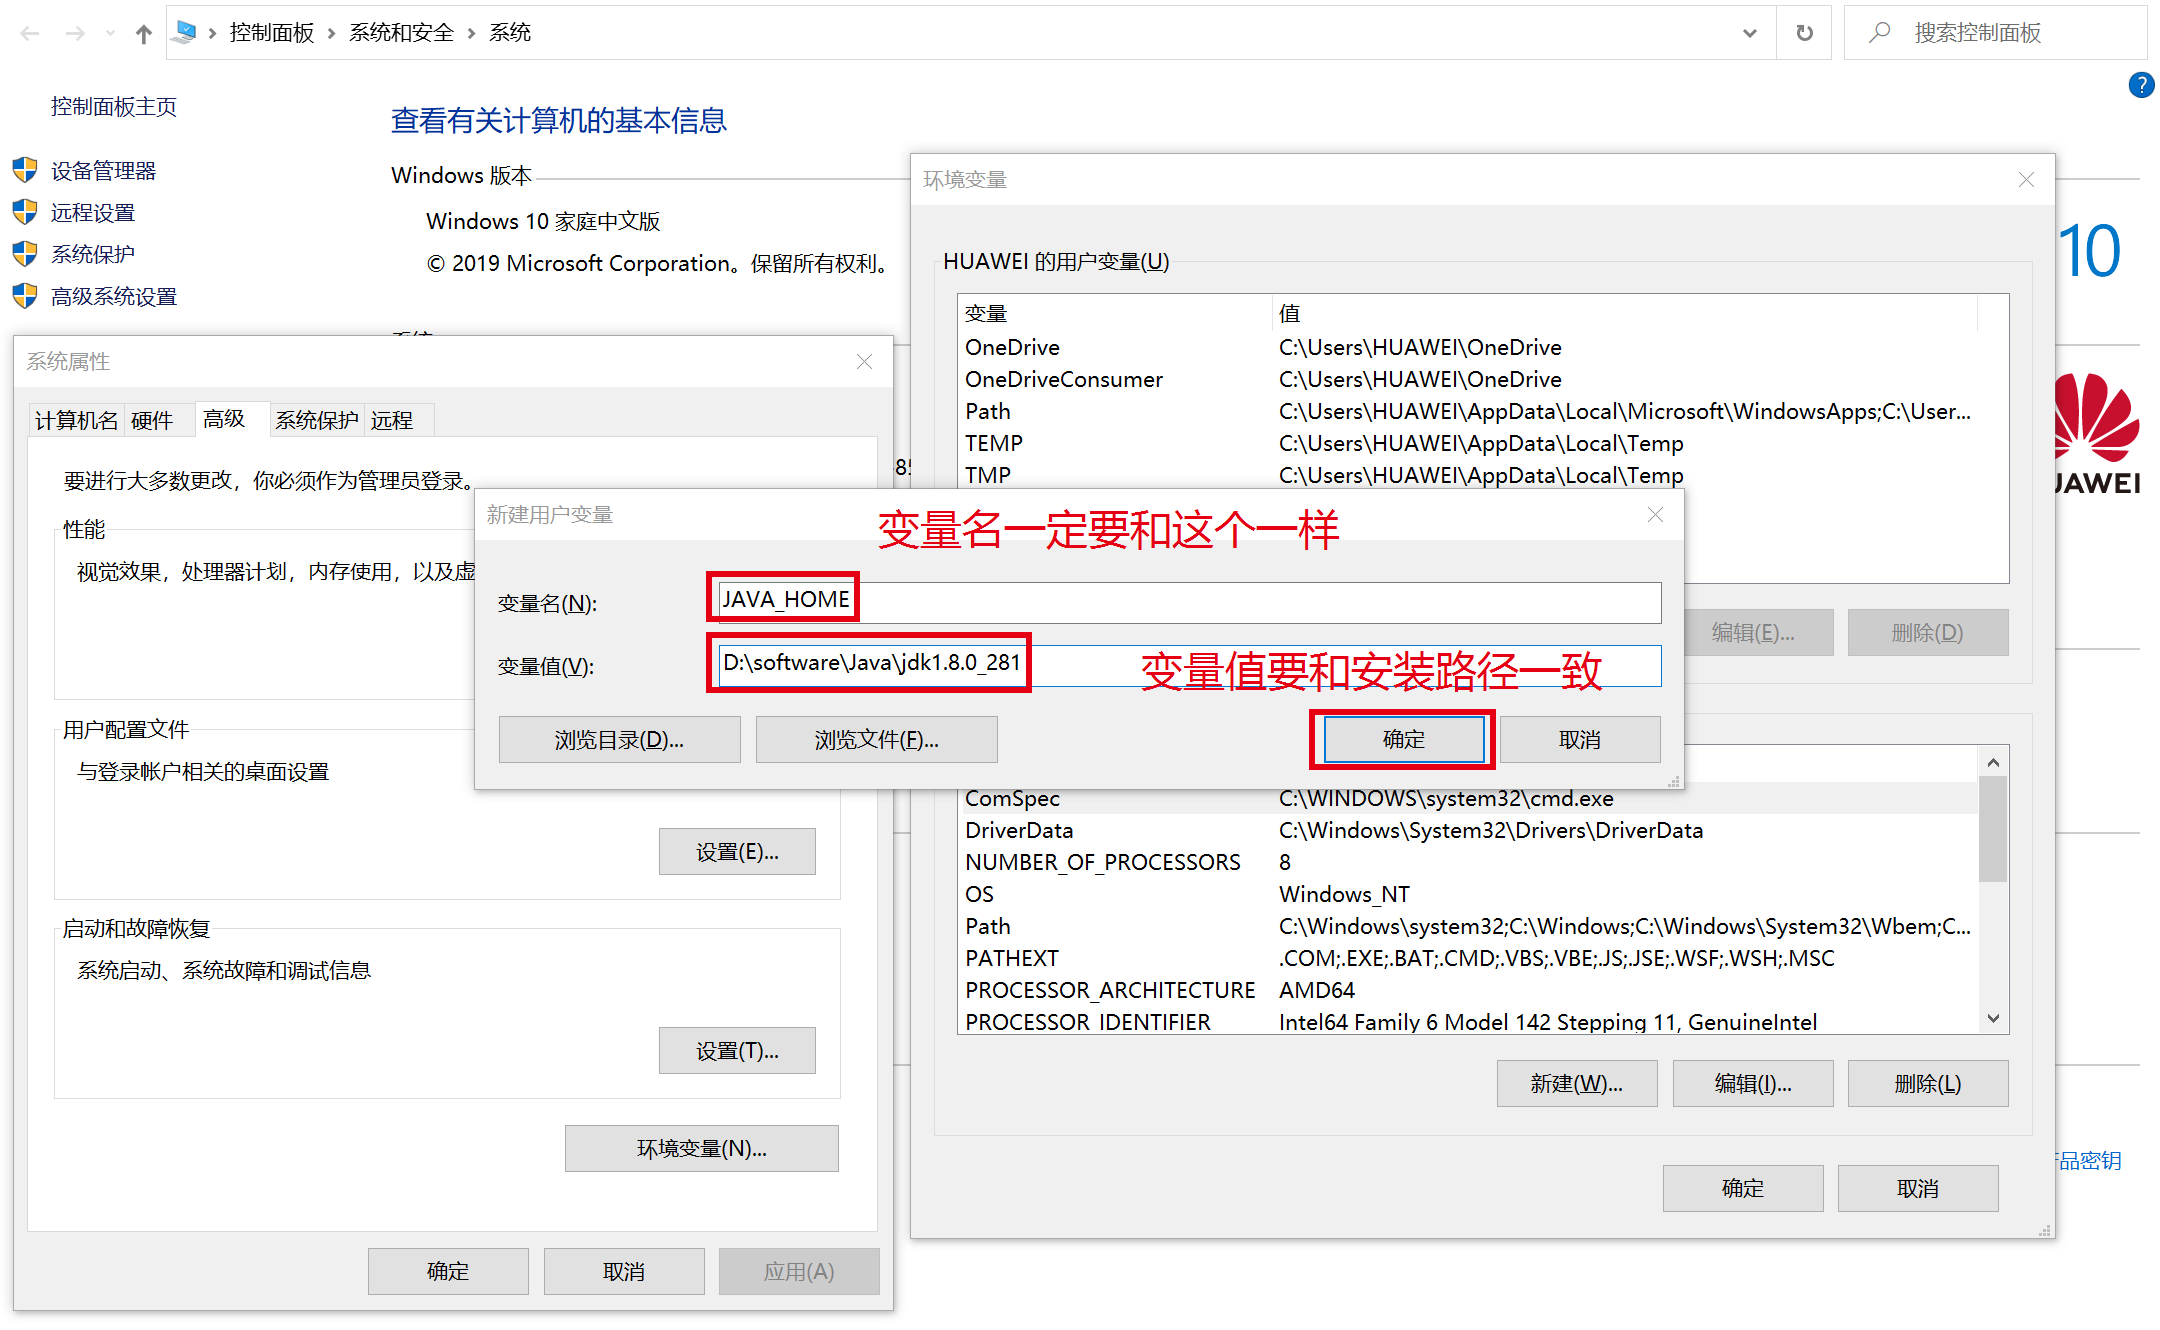 控制面板 › 系统和安全 › 系统
搜索控制面板
控制面板主页
设备管理器
远程设置
系统保护
高级系统设置
查看有关计算机的基本信息
Windows 版本
Windows 10 家庭中文版
© 2019 Microsoft Corporation。保留所有权利。
10
HUAWEI
产品密钥
系统属性
计算机名 硬件 高级 系统保护 远程
要进行大多数更改，你必须作为管理员登录。
性能
视觉效果，处理器计划，内存使用，以及虚
用户配置文件
与登录帐户相关的桌面设置
设置(E)...
启动和故障恢复
系统启动、系统故障和调试信息
设置(T)...
环境变量(N)...
确定 取消 应用(A)
环境变量
HUAWEI 的用户变量(U)
变量 值
OneDrive C:\Users\HUAWEI\OneDrive
OneDriveConsumer C:\Users\HUAWEI\OneDrive
Path C:\Users\HUAWEI\AppData\Local\Microsoft\WindowsApps;C:\User...
TEMP C:\Users\HUAWEI\AppData\Local\Temp
TMP C:\Users\HUAWEI\AppData\Local\Temp
编辑(E)... 删除(D)
新建用户变量
变量名一定要和这个一样
变量名(N): JAVA_HOME
变量值(V): D:\software\Java\jdk1.8.0_281
变量值要和安装路径一致
浏览目录(D)... 浏览文件(F)... 确定 取消
ComSpec C:\WINDOWS\system32\cmd.exe
DriverData C:\Windows\System32\Drivers\DriverData
NUMBER_OF_PROCESSORS 8
OS Windows_NT
Path C:\Windows\system32;C:\Windows;C:\Windows\System32\Wbem;C...
PATHEXT .COM;.EXE;.BAT;.CMD;.VBS;.VBE;.JS;.JSE;.WSF;.WSH;.MSC
PROCESSOR_ARCHITECTURE AMD64
PROCESSOR_IDENTIFIER Intel64 Family 6 Model 142 Stepping 11, GenuineIntel
新建(W)... 编辑(I)... 删除(L)
确定 取消